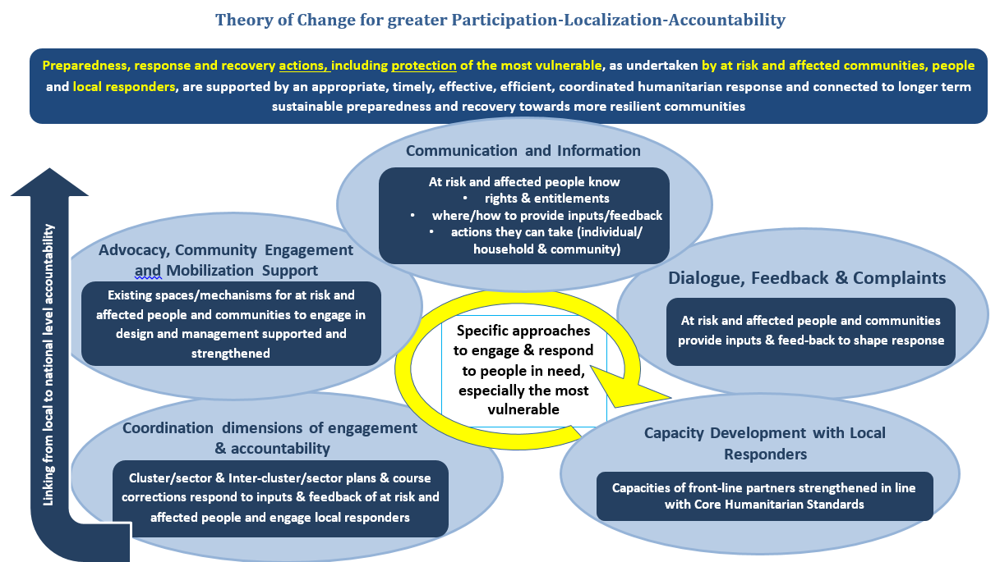 Theory of Change for greater Participation-Localization-Accountability
Preparedness, response and recovery actions, including protection of the most vulnerable, as undertaken by at risk and affected communities, people
and local responders, are supported by an appropriate, timely, effective, efficient, coordinated humanitarian response and connected to longer term
sustainable preparedness and recovery towards more resilient communities
Communication and Information
At risk and affected people know
• rights & entitlements
• where/how to provide inputs/feedback
• actions they can take (individual/
household & community)
Advocacy, Community Engagement
and Mobilization Support
Existing spaces/mechanisms for at risk and
affected people and communities to engage in
design and management supported and
strengthened
Dialogue, Feedback & Complaints
At risk and affected people and communities
provide inputs & feed-back to shape response
Specific approaches
to engage & respond
to people in need,
especially the most
vulnerable
Coordination dimensions of engagement
& accountability
Cluster/sector & Inter-cluster/sector plans & course
corrections respond to inputs & feedback of at risk and
affected people and engage local responders
Capacity Development with Local
Responders
Capacities of front-line partners strengthened in line
with Core Humanitarian Standards
Linking from local to national level accountability